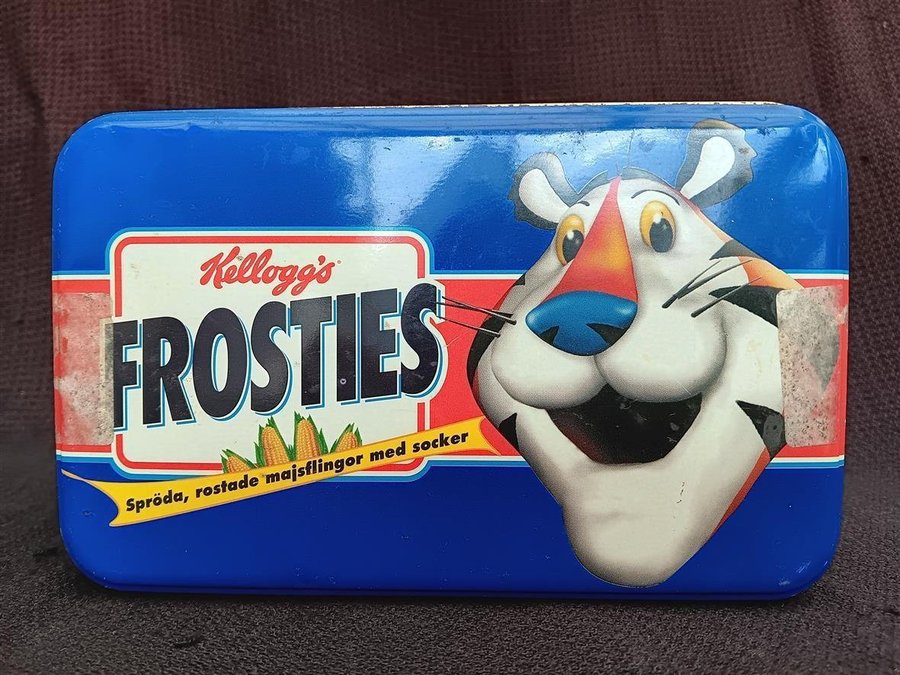 Kellogg's
FROSTIES
Spröda, rostade majsflingor med socker